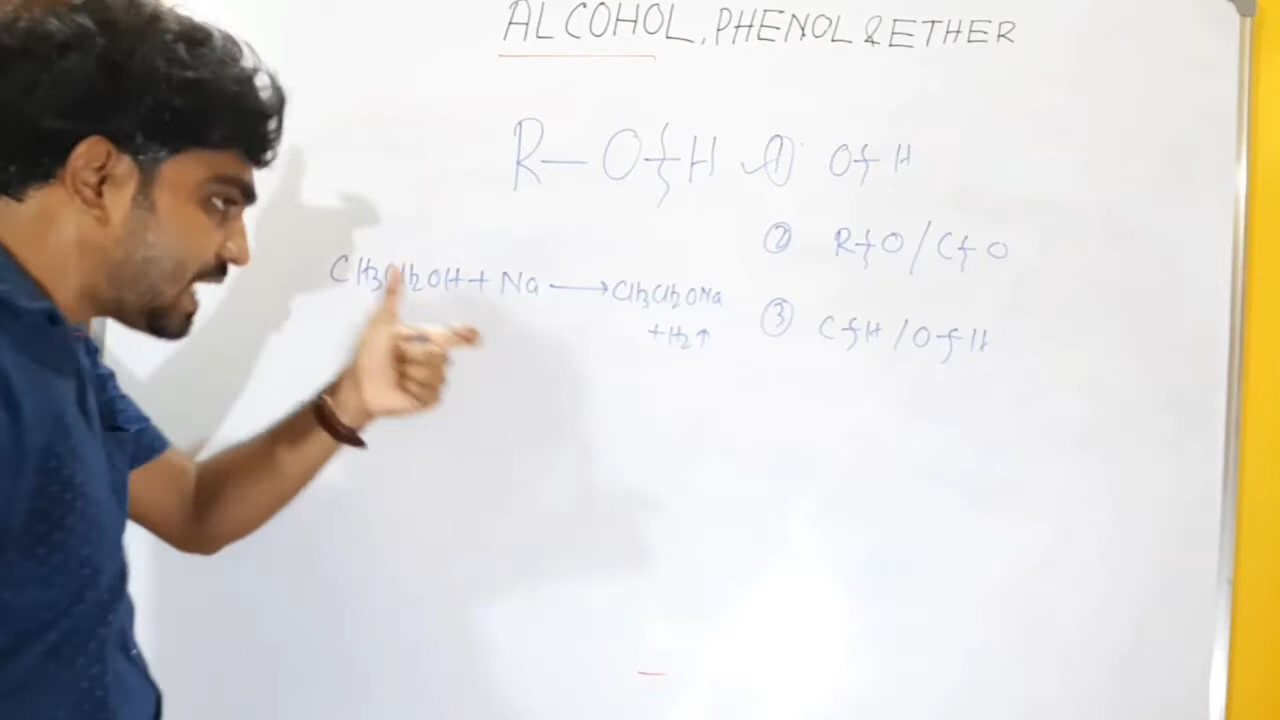 ALCOHOL, PHENOL & ETHER
R—O⌇H ① O⌇H
② R⌇O / C⌇O
CH3CH2OH + Na ⟶ CH3CH2ONa
+H2↑
③ C⌇H / O⌇H